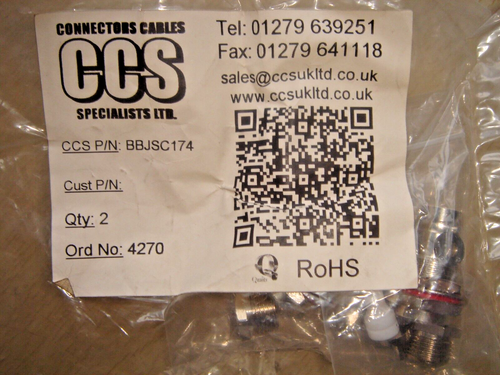 CONNECTORS CABLES
CCS
SPECIALISTS LTD.
Tel: 01279 639251
Fax: 01279 641118
sales@ccsukltd.co.uk
www.ccsukltd.co.uk
CCS P/N: BBJSC174
Cust P/N:
Qty: 2
Ord No: 4270
Q
RoHS